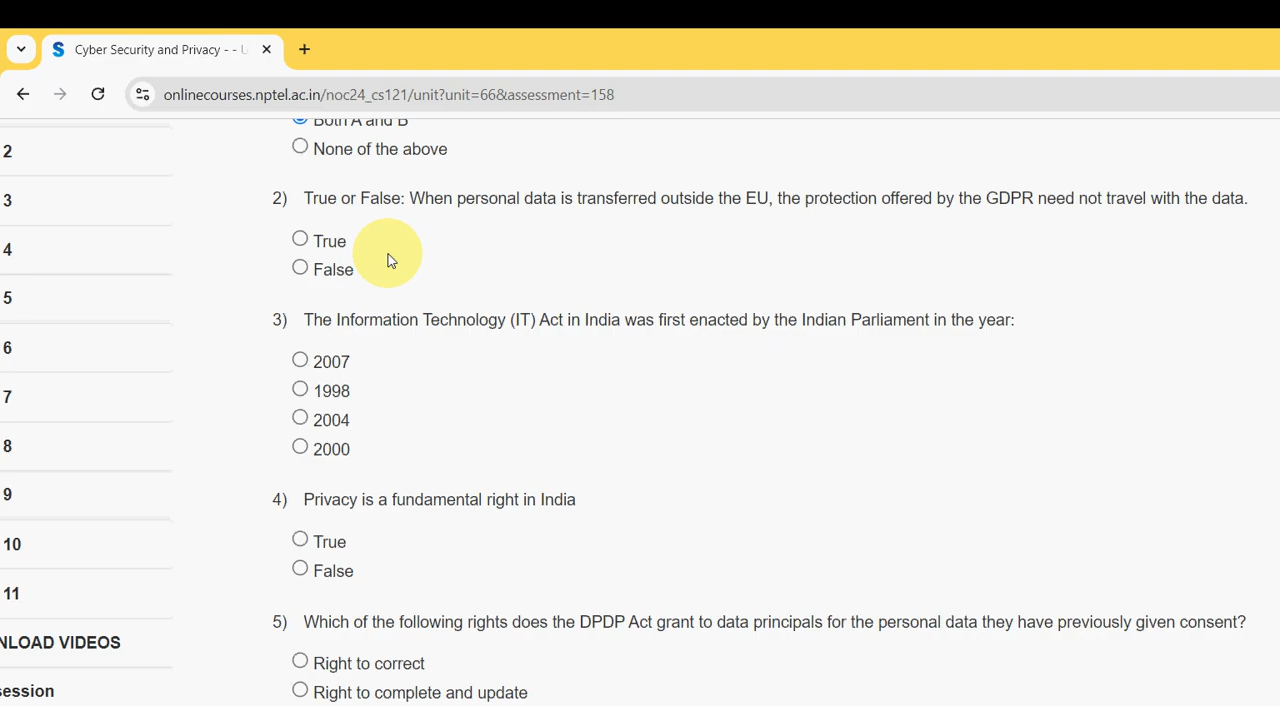 Cyber Security and Privacy - - U
onlinecourses.nptel.ac.in/noc24_cs121/unit?unit=66&assessment=158
Both A and B
None of the above
2) True or False: When personal data is transferred outside the EU, the protection offered by the GDPR need not travel with the data.
True
False
3) The Information Technology (IT) Act in India was first enacted by the Indian Parliament in the year:
2007
1998
2004
2000
4) Privacy is a fundamental right in India
True
False
5) Which of the following rights does the DPDP Act grant to data principals for the personal data they have previously given consent?
Right to correct
Right to complete and update
2
3
4
5
6
7
8
9
10
11
NLOAD VIDEOS
session